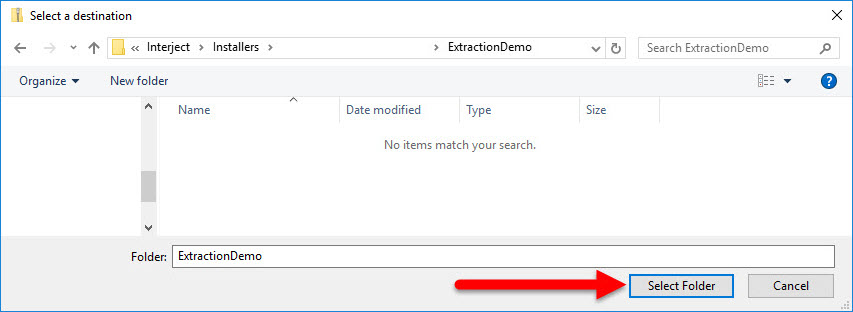 Select a destination
« Interject > Installers > ExtractionDemo
Search ExtractionDemo
Organize
New folder
?
Name
Date modified
Type
Size
No items match your search.
Folder: ExtractionDemo
Select Folder
Cancel